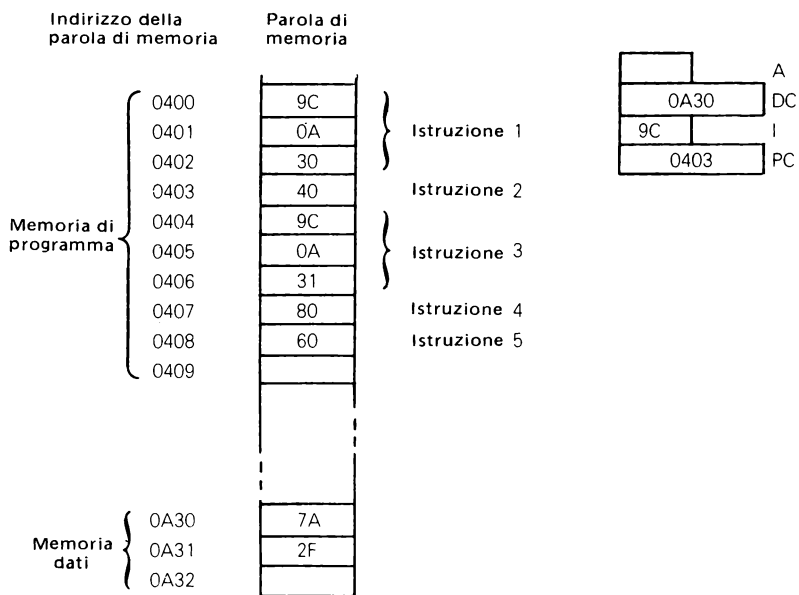 Indirizzo della
parola di memoria
Parola di
memoria
A
0A30 DC
9C I
0403 PC
0400 9C
0401 0A Istruzione 1
0402 30
0403 40 Istruzione 2
0404 9C
Memoria di
programma
0405 0A Istruzione 3
0406 31
0407 80 Istruzione 4
0408 60 Istruzione 5
0409
0A30 7A
Memoria
dati
0A31 2F
0A32